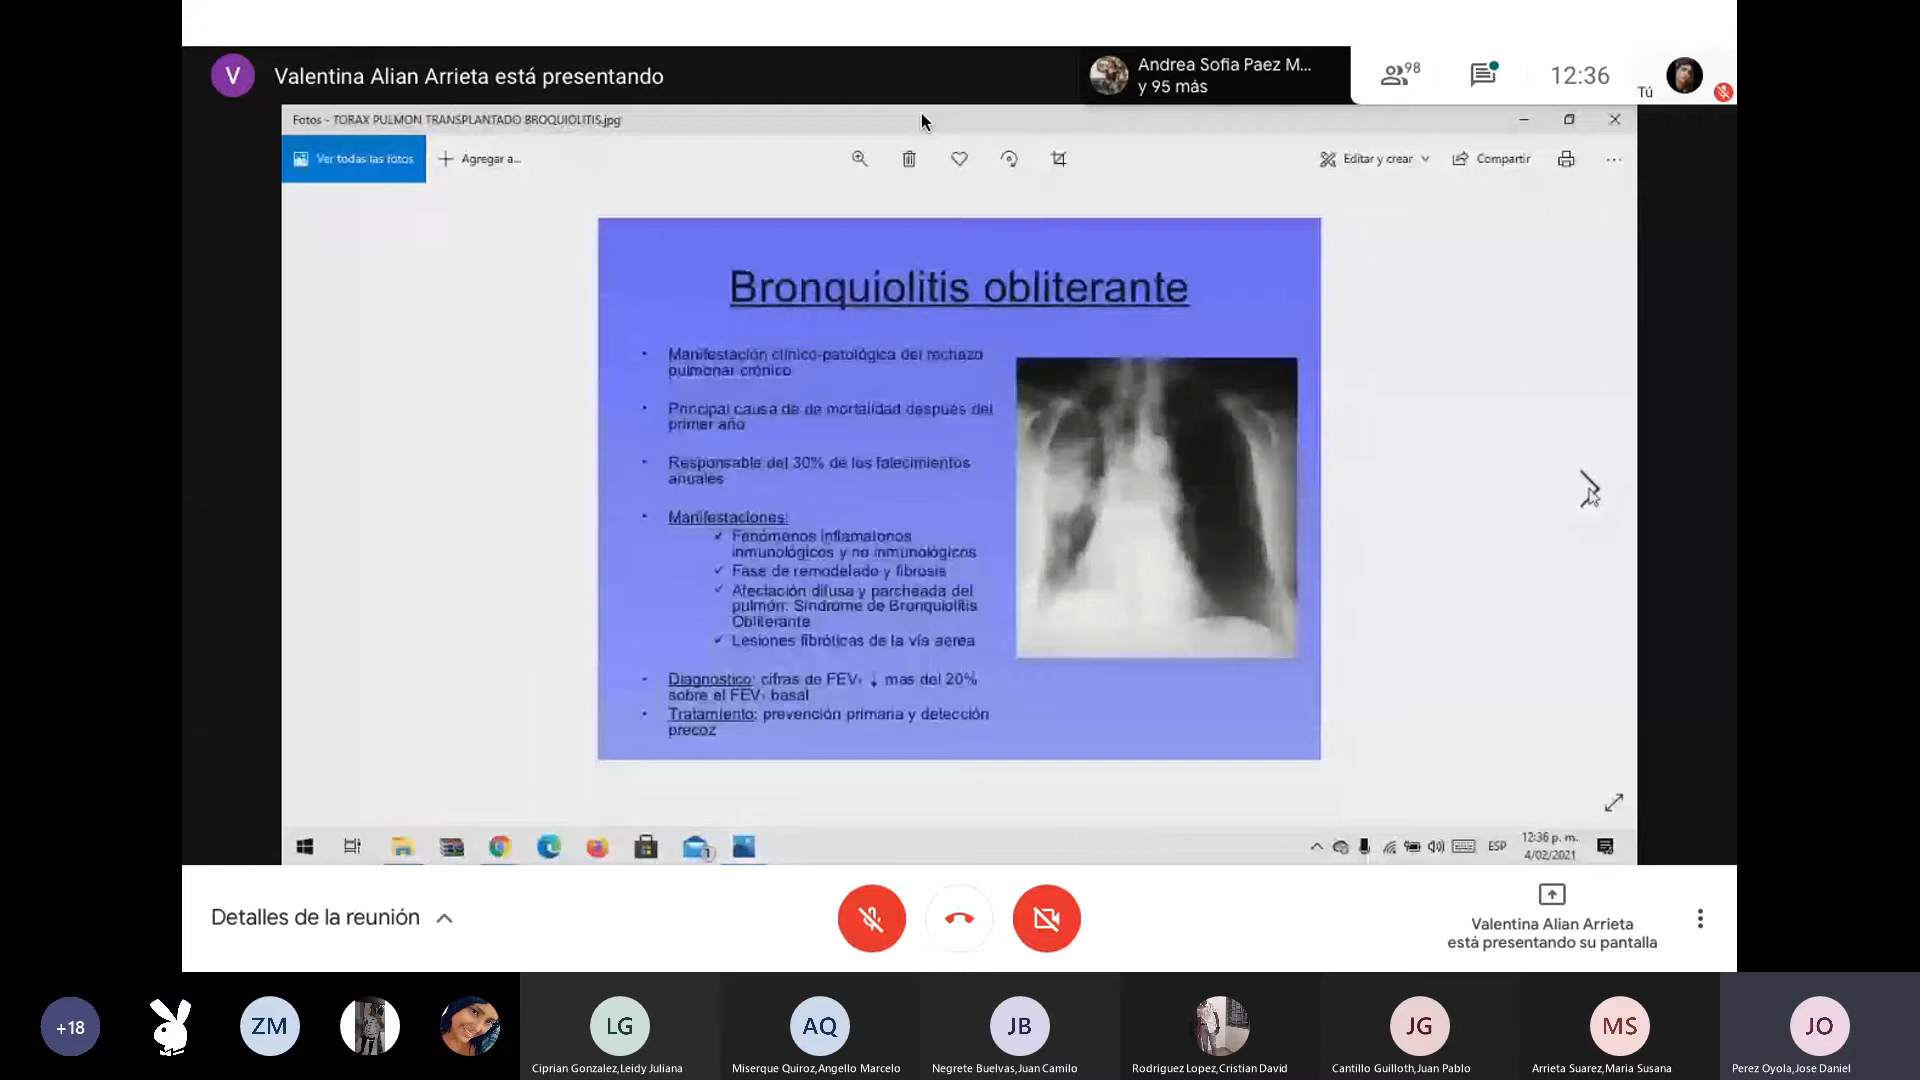 V
Valentina Alian Arrieta está presentando
Andrea Sofia Paez M...
y 95 más
98
12:36
Tú
Fotos - TORAX PULMON TRANSPLANTADO BROQUIOLITIS.jpg
Ver todas las fotos
Agregar a...
Editar y crear
Compartir
Bronquiolitis obliterante
Manifestación clínico-patológica del rechazo
pulmonar crónico
Principal causa de de mortalidad después del
primer año
Responsable del 30% de los falecimientos
anuales
Manifestaciones:
Fenómenos inflamatorios
inmunológicos y no inmunológicos
Fase de remodelado y fibrosis
Afectación difusa y parcheada del
pulmón: Síndrome de Bronquiolitis
Obliterante
Lesiones fibróticas de la vía aerea
Diagnostico: cifras de FEV₁ ↓ mas del 20%
sobre el FEV₁ basal
Tratamiento: prevención primaria y detección
precoz
1
ESP
12:36 p. m.
4/02/2021
Detalles de la reunión
Valentina Alian Arrieta
está presentando su pantalla
+18
ZM
LG
AQ
JB
JG
MS
JO
Ciprian Gonzalez,Leidy Juliana
Miserque Quiroz,Angello Marcelo
Negrete Buelvas,Juan Camilo
Rodriguez Lopez,Cristian David
Cantillo Guilloth,Juan Pablo
Arrieta Suarez,Maria Susana
Perez Oyola,Jose Daniel